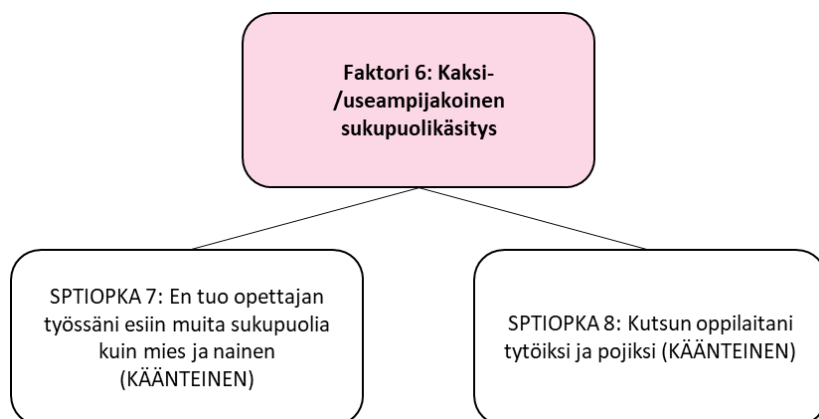 Faktori 6: Kaksi-
/useampijakoinen
sukupuolikäsitys
SPTIOPKA 7: En tuo opettajan
työssäni esiin muita sukupuolia
kuin mies ja nainen
(KÄÄNTEINEN)
SPTIOPKA 8: Kutsun oppilaitani
tytöiksi ja pojiksi (KÄÄNTEINEN)